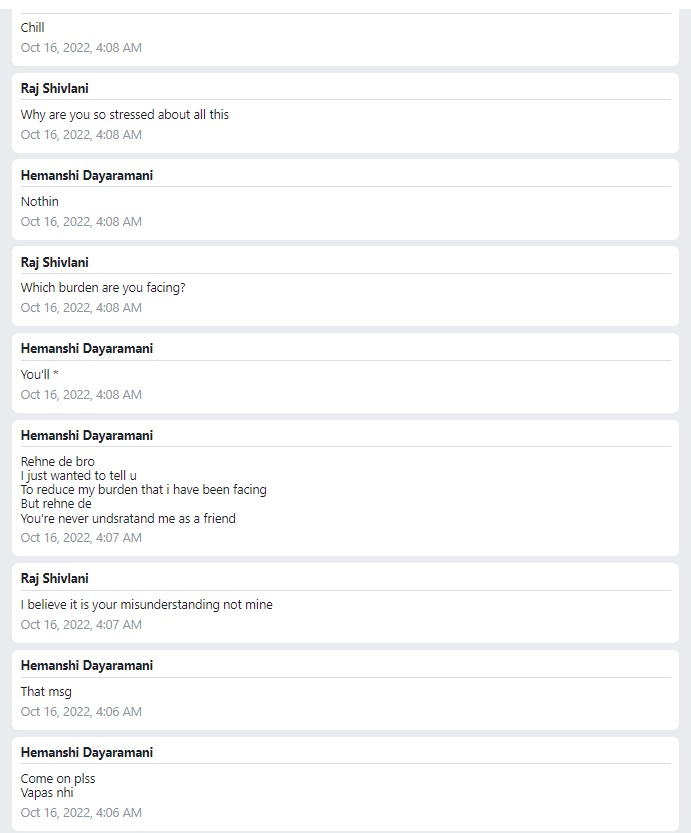 Chill
Oct 16, 2022, 4:08 AM
Raj Shivlani
Why are you so stressed about all this
Oct 16, 2022, 4:08 AM
Hemanshi Dayaramani
Nothin
Oct 16, 2022, 4:08 AM
Raj Shivlani
Which burden are you facing?
Oct 16, 2022, 4:08 AM
Hemanshi Dayaramani
You'll *
Oct 16, 2022, 4:08 AM
Hemanshi Dayaramani
Rehne de bro
I just wanted to tell u
To reduce my burden that i have been facing
But rehne de
You're never undsratand me as a friend
Oct 16, 2022, 4:07 AM
Raj Shivlani
I believe it is your misunderstanding not mine
Oct 16, 2022, 4:07 AM
Hemanshi Dayaramani
That msg
Oct 16, 2022, 4:06 AM
Hemanshi Dayaramani
Come on plss
Vapas nhi
Oct 16, 2022, 4:06 AM